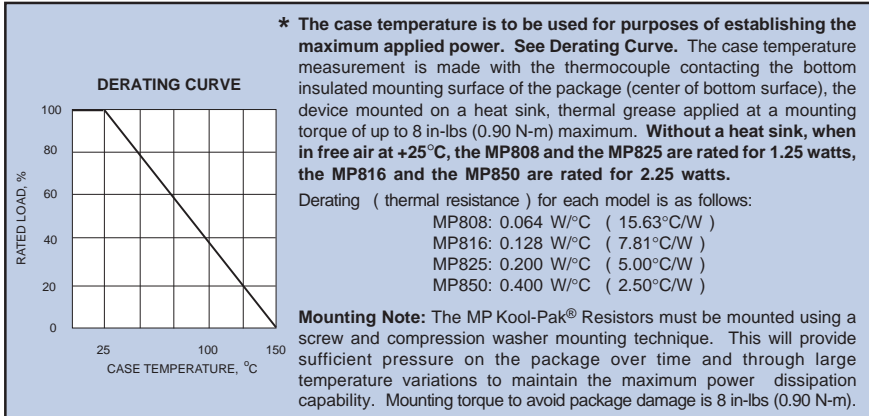 DERATING CURVE
100
80
60
40
20
0
RATED LOAD, %
25
100
150
CASE TEMPERATURE, °C
* The case temperature is to be used for purposes of establishing the
maximum applied power. See Derating Curve. The case temperature
measurement is made with the thermocouple contacting the bottom
insulated mounting surface of the package (center of bottom surface), the
device mounted on a heat sink, thermal grease applied at a mounting
torque of up to 8 in-lbs (0.90 N-m) maximum. Without a heat sink, when
in free air at +25°C, the MP808 and the MP825 are rated for 1.25 watts,
the MP816 and the MP850 are rated for 2.25 watts.
Derating ( thermal resistance ) for each model is as follows:
MP808: 0.064 W/°C ( 15.63°C/W )
MP816: 0.128 W/°C ( 7.81°C/W )
MP825: 0.200 W/°C ( 5.00°C/W )
MP850: 0.400 W/°C ( 2.50°C/W )
Mounting Note: The MP Kool-Pak® Resistors must be mounted using a
screw and compression washer mounting technique. This will provide
sufficient pressure on the package over time and through large
temperature variations to maintain the maximum power dissipation
capability. Mounting torque to avoid package damage is 8 in-lbs (0.90 N-m).